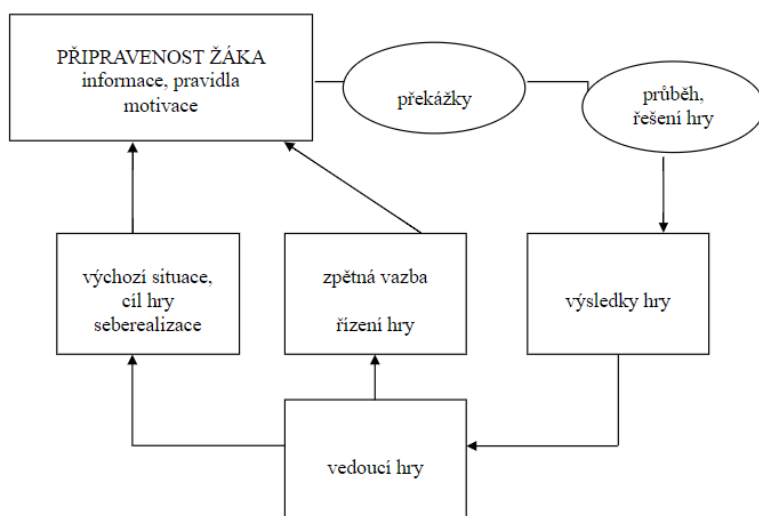 PŘIPRAVENOST ŽÁKA
informace, pravidla
motivace
překážky
průběh,
řešení hry
výchozí situace,
cíl hry
seberealizace
zpětná vazba
řízení hry
výsledky hry
vedoucí hry